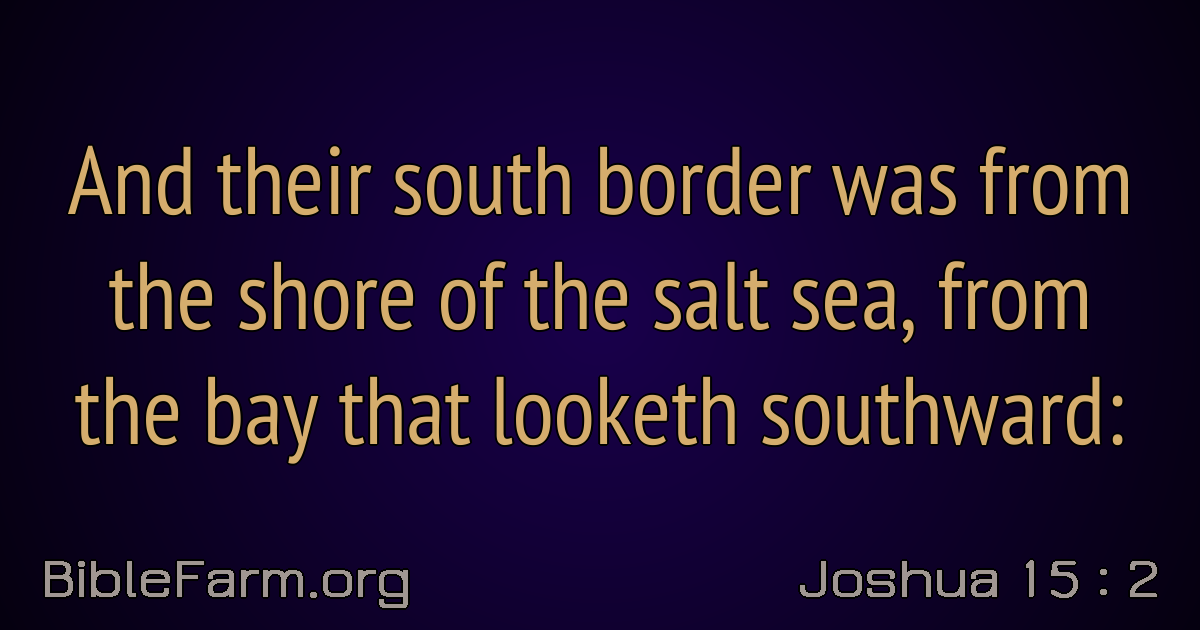 And their south border was from
the shore of the salt sea, from
the bay that looketh southward:
BibleFarm.org
Joshua 15 : 2